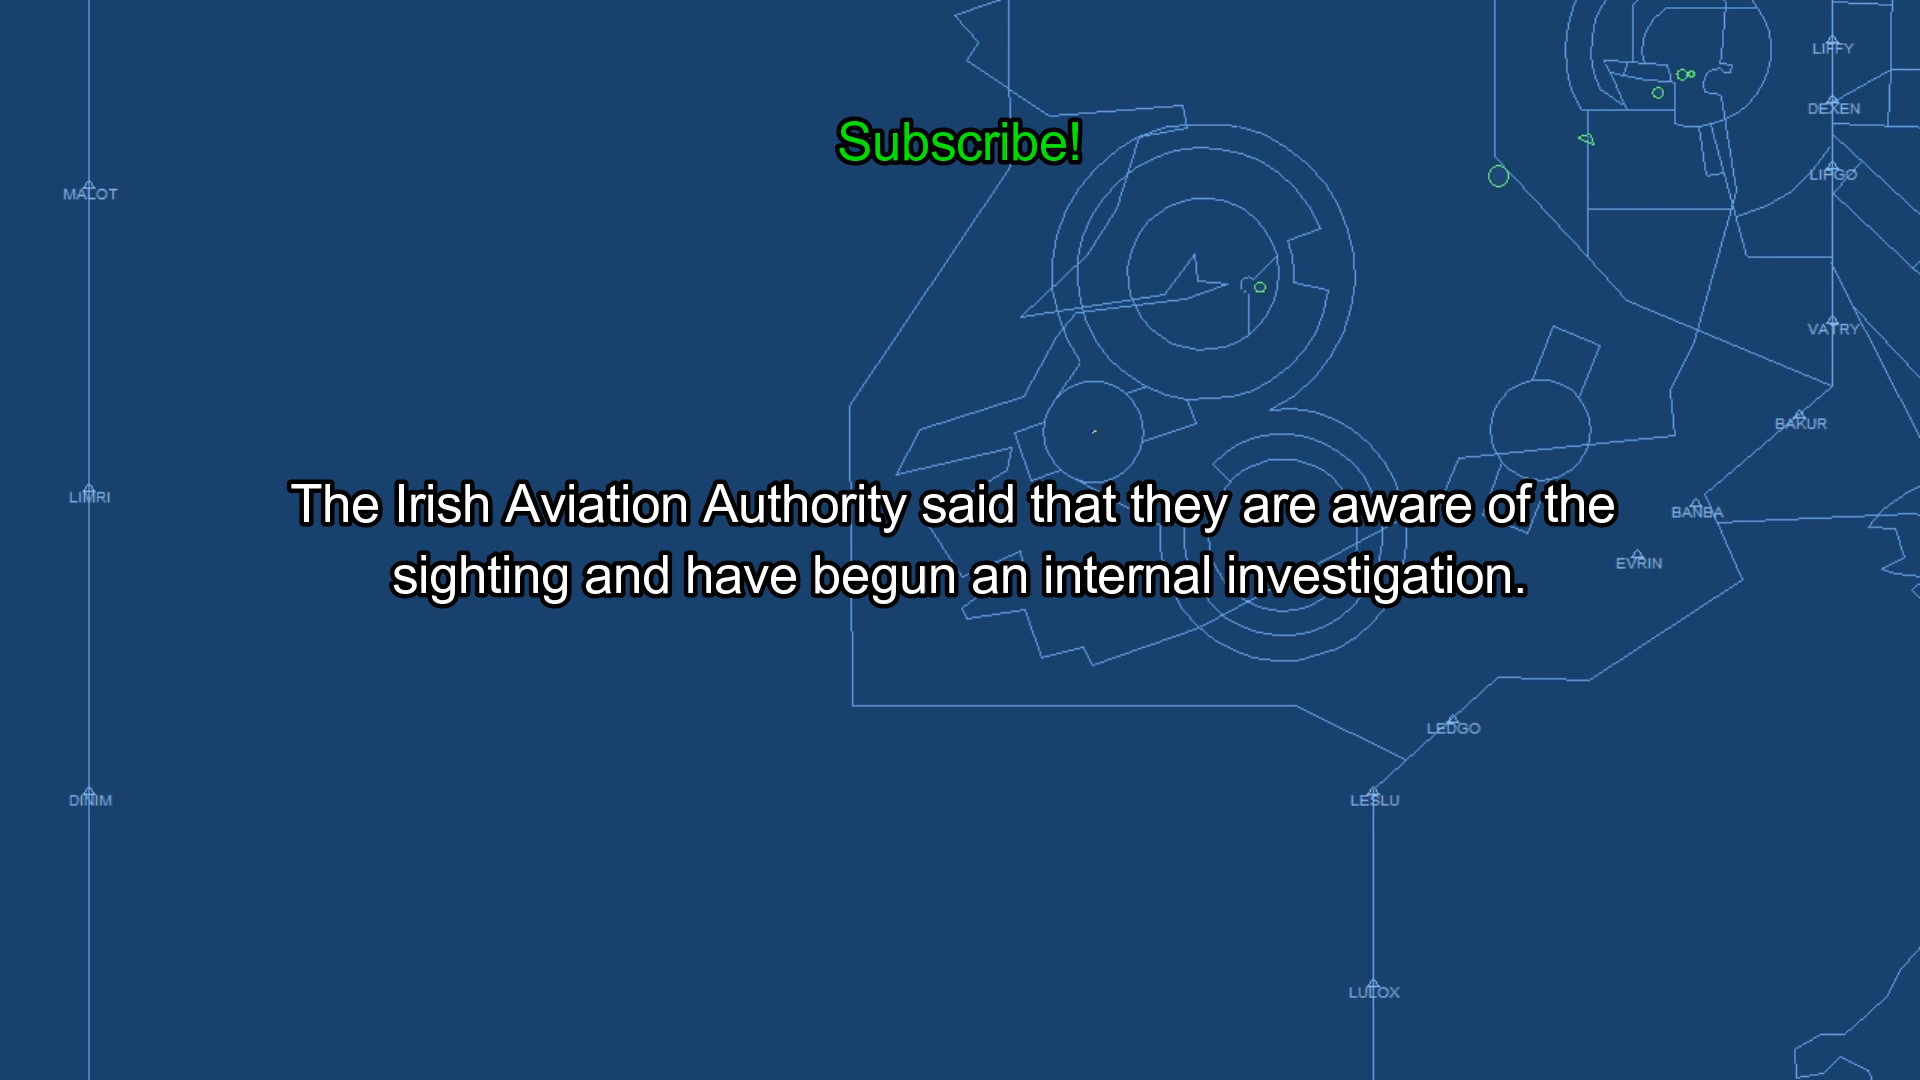 LIFFY
DEXEN
Subscribe!
LIFGO
MALOT
VATRY
BAKUR
LIMRI
The Irish Aviation Authority said that they are aware of the
BANBA
EVRIN
sighting and have begun an internal investigation.
LEDGO
DINIM
LESLU
LULOX